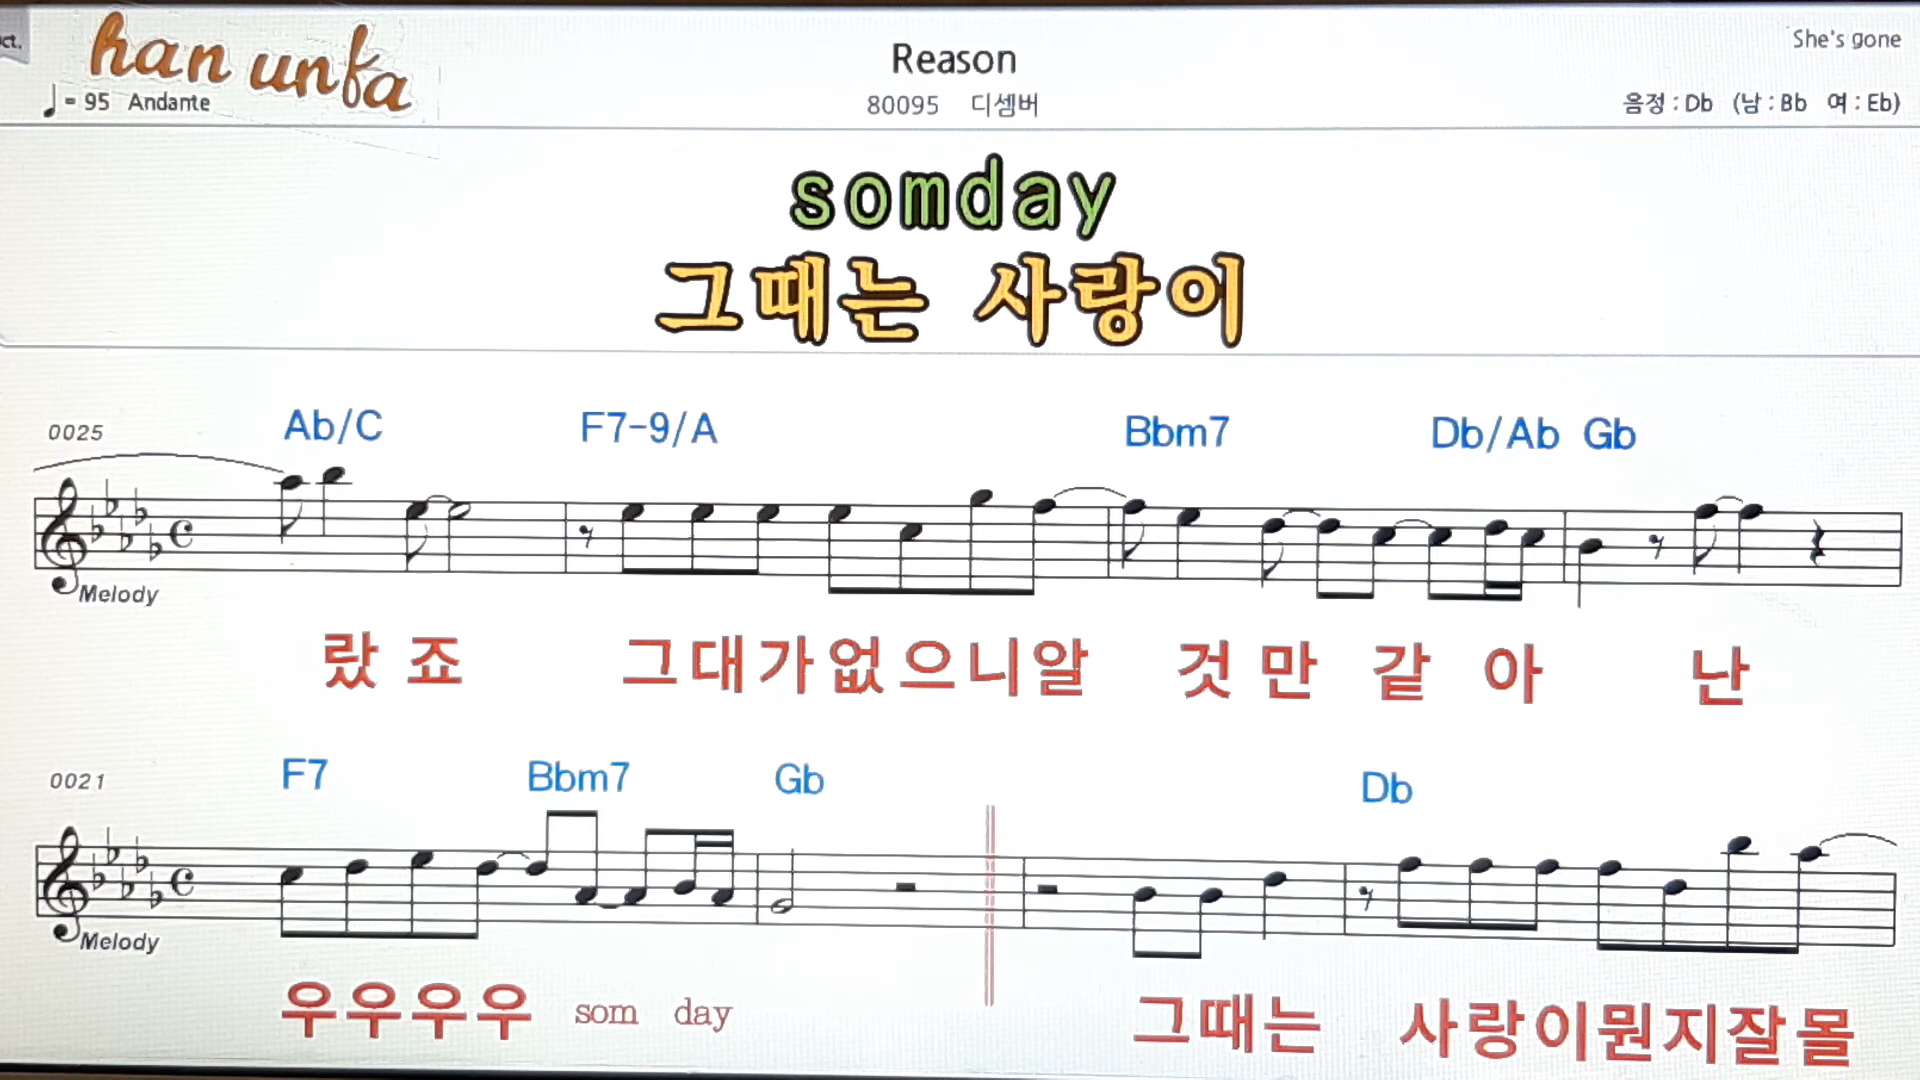 ct.
han unfa
Reason
She's gone
= 95 Andante
80095 디셈버
음정 : Db (남 : Bb 여 : Eb)
somday
그때는 사랑이
0025
Ab/C F7-9/A Bbm7 Db/Ab Gb
Melody
랐 죠 그대가없으니알 것 만 같 아 난
0021
F7 Bbm7 Gb Db
Melody
우우우우 som day 그때는 사랑이뭔지잘몰